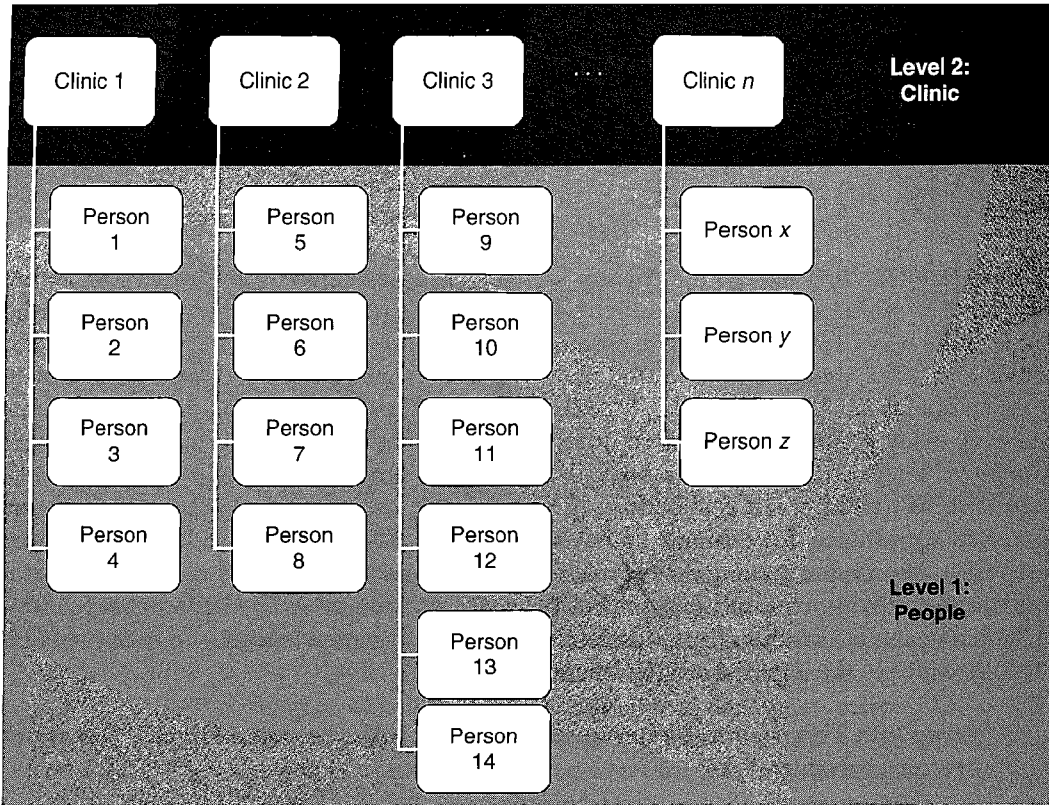 Clinic 1
Clinic 2
Clinic 3
. . .
Clinic n
Level 2:
Clinic
Person
1
Person
2
Person
3
Person
4
Person
5
Person
6
Person
7
Person
8
Person
9
Person
10
Person
11
Person
12
Person
13
Person
14
Person x
Person y
Person z
Level 1:
People